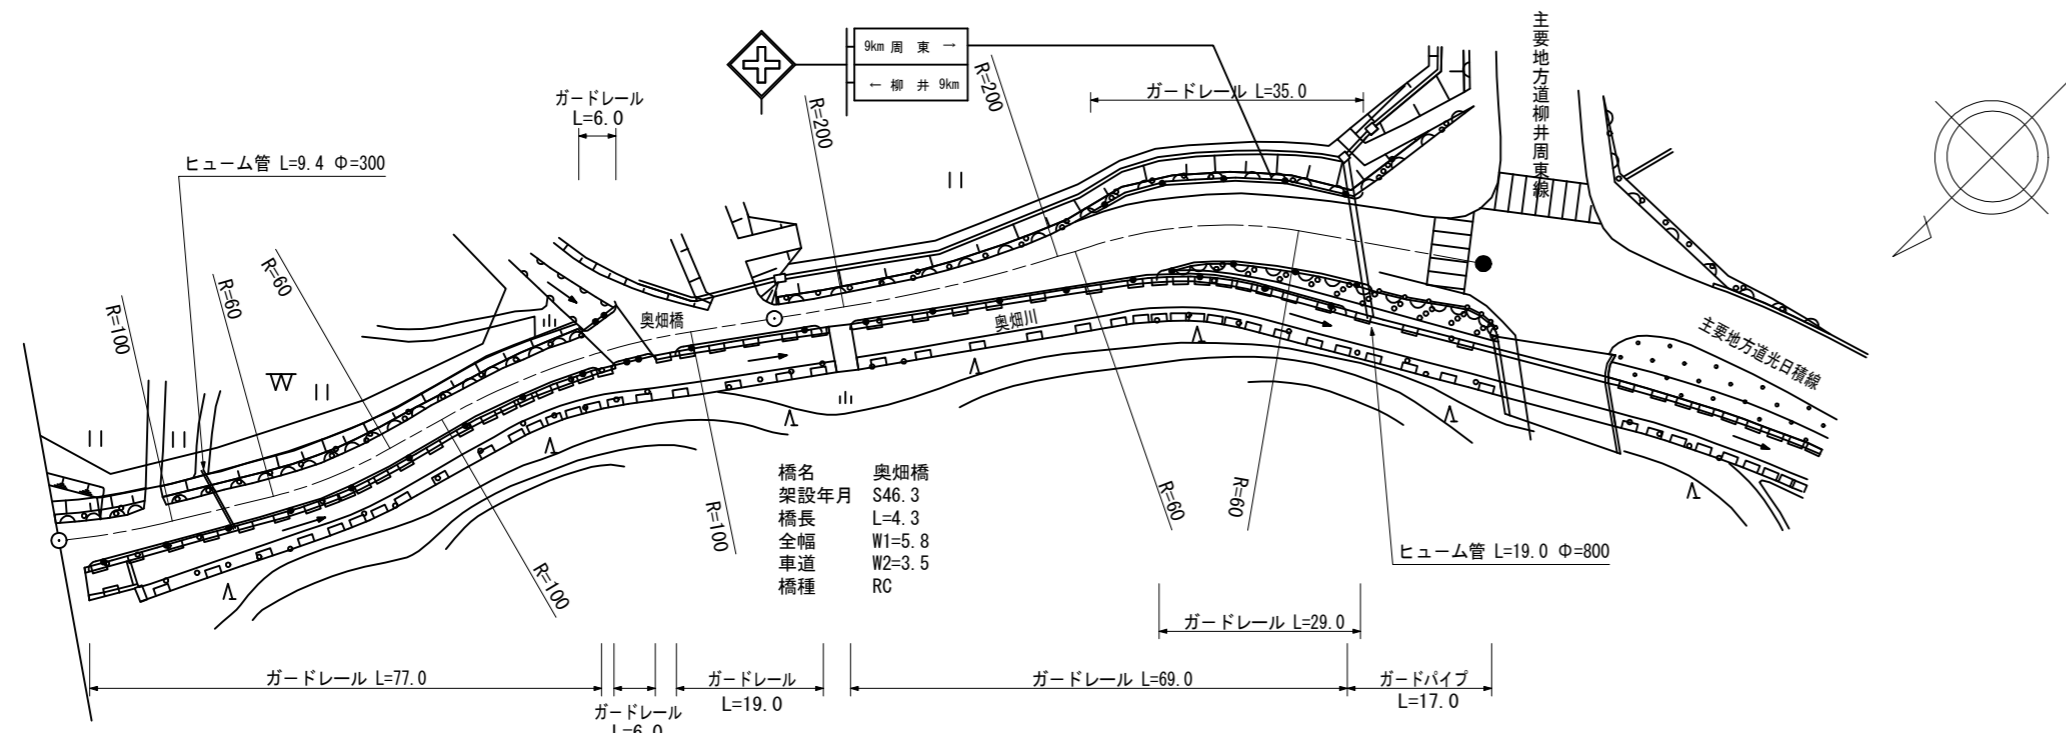 9km 周 東 →
← 柳 井 9km
主要地方道柳井周東線
ガードレール
L=6.0
ガードレール L=35.0
R=200
R=200
ヒューム管 L=9.4 Φ=300
R=60
R=60
R=100
奥畑橋
奥畑川
主要地方道光日積線
R=100
R=100
R=60
R=60
橋名 奥畑橋
架設年月 S46.3
橋長 L=4.3
全幅 W1=5.8
車道 W2=3.5
橋種 RC
ヒューム管 L=19.0 Φ=800
ガードレール L=29.0
ガードレール L=77.0
ガードレール
L=6.0
ガードレール
L=19.0
ガードレール L=69.0
ガードパイプ
L=17.0